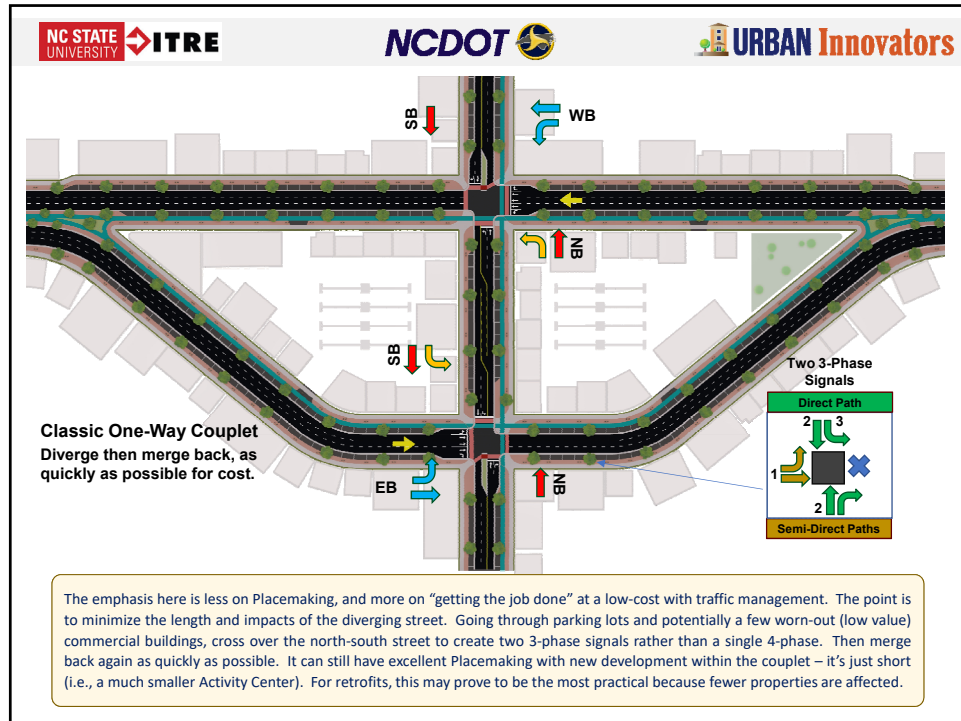 NC STATE
UNIVERSITY
ITRE
NCDOT
URBAN Innovators
SB
WB
NB
SB
Two 3-Phase
Signals
Direct Path
2 3
1
2
Semi-Direct Paths
Classic One-Way Couplet
Diverge then merge back, as
quickly as possible for cost.
EB
NB
The emphasis here is less on Placemaking, and more on “getting the job done” at a low-cost with traffic management. The point is
to minimize the length and impacts of the diverging street. Going through parking lots and potentially a few worn-out (low value)
commercial buildings, cross over the north-south street to create two 3-phase signals rather than a single 4-phase. Then merge
back again as quickly as possible. It can still have excellent Placemaking with new development within the couplet – it’s just short
(i.e., a much smaller Activity Center). For retrofits, this may prove to be the most practical because fewer properties are affected.